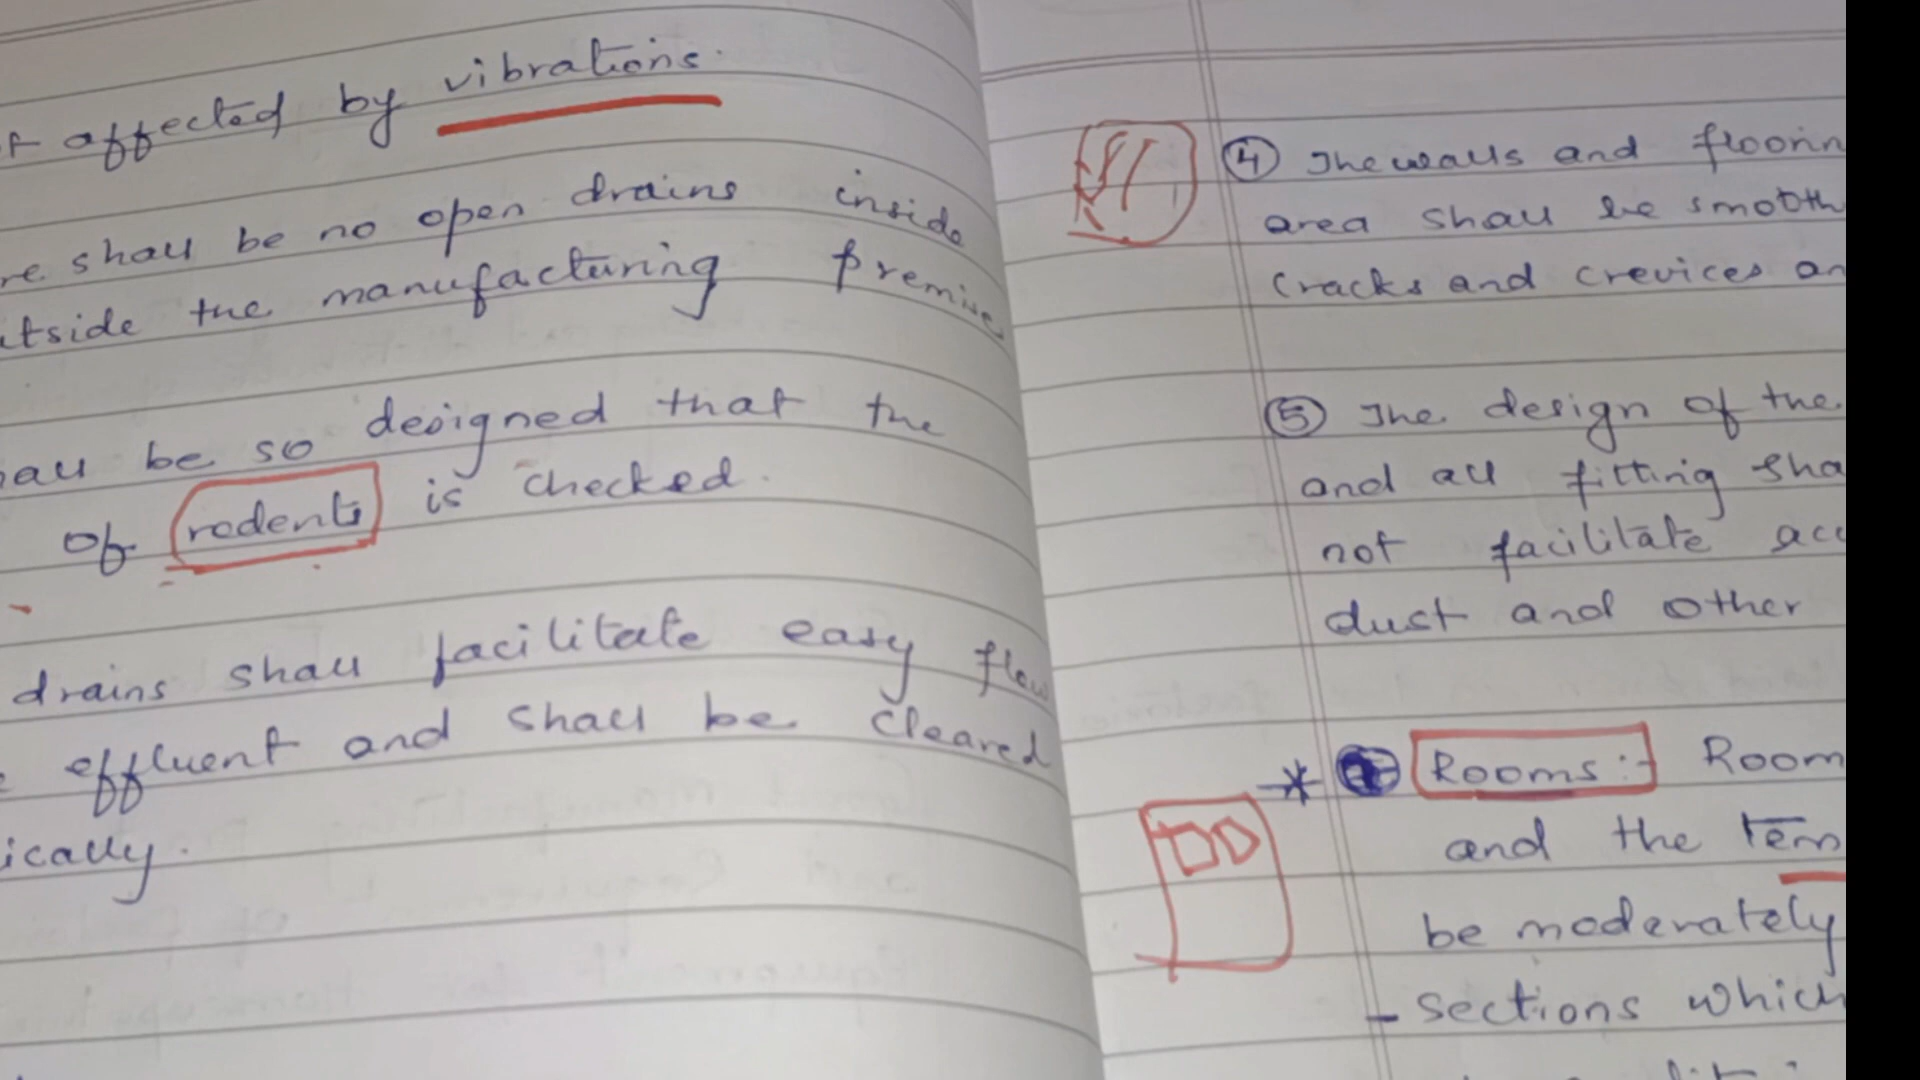 affected by vibrations.
shall be no open drains inside
the manufacturing premise
be so designed that the
of rodents is checked.
drains shall facilitate easy flow
effluent and shall be cleared
ically.
④ The walls and floorin
area shall be smooth
cracks and crevices an
⑤ The design of the
and all fitting sha
not facilitate acc
dust and other
* Rooms:- Room
and the tem
be moderately
- sections which